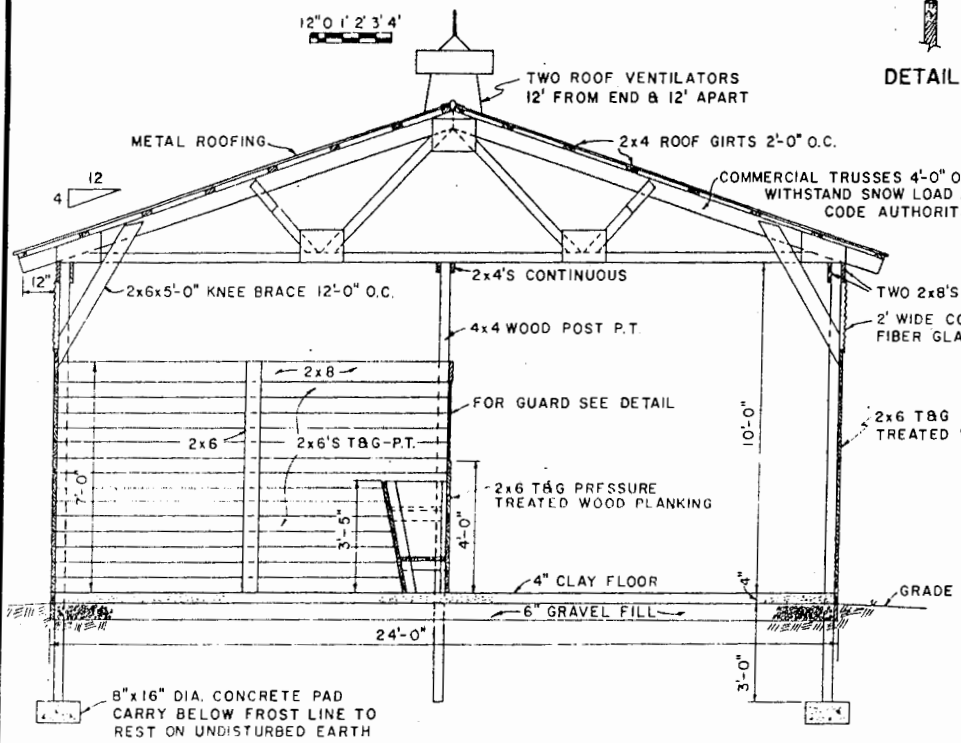 12" 0 1' 2' 3' 4'
DETAIL
TWO ROOF VENTILATORS
12' FROM END & 12' APART
METAL ROOFING
2x4 ROOF GIRTS 2'-0" O.C.
12
4
COMMERCIAL TRUSSES 4'-0" O
WITHSTAND SNOW LOAD
CODE AUTHORIT
12"
2x6x5'-0" KNEE BRACE 12'-0" O.C.
2x4'S CONTINUOUS
TWO 2x8'S
4x4 WOOD POST P.T.
2' WIDE CO
FIBER GLA
2x8
FOR GUARD SEE DETAIL
10'-0"
2x6
2x6'S T&G-P.T.
2x6 T&G
TREATED
7'-0"
3'-5"
4'-0"
2x6 T&G PRESSURE
TREATED WOOD PLANKING
4" CLAY FLOOR
4"
GRADE
6" GRAVEL FILL
24'-0"
3'-0"
8"x16" DIA. CONCRETE PAD
CARRY BELOW FROST LINE TO
REST ON UNDISTURBED EARTH